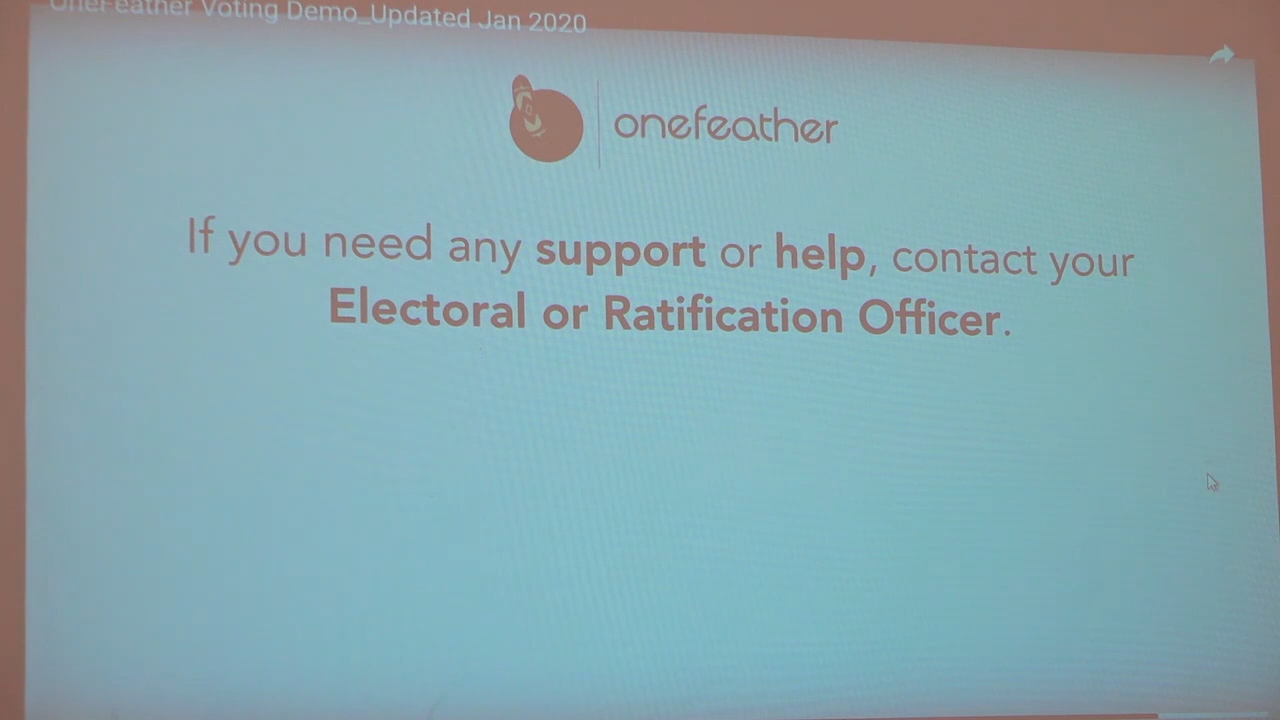 OneFeather Voting Demo_Updated Jan 2020
onefeather
If you need any support or help, contact your
Electoral or Ratification Officer.